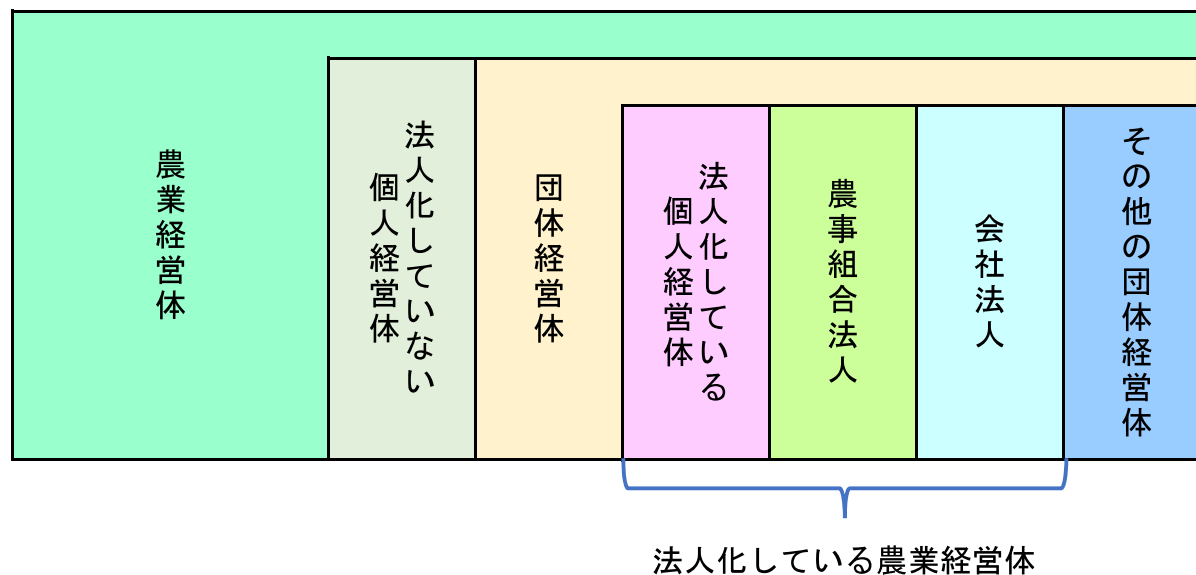 農業経営体
法人化していない
個人経営体
団体経営体
法人化している
個人経営体
農事組合法人
会社法人
その他の団体経営体
法人化している農業経営体